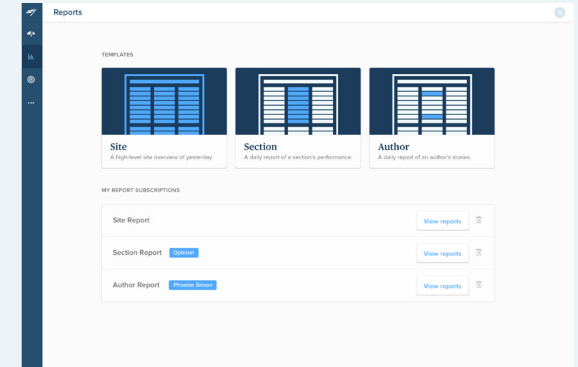 Reports
TEMPLATES
Site
A high-level site overview of yesterday
Section
A daily report of a section's performance.
Author
A daily report of an author's stories.
MY REPORT SUBSCRIPTIONS
Site Report
View reports
Section Report Opinion
View reports
Author Report Phoebe Simon
View reports